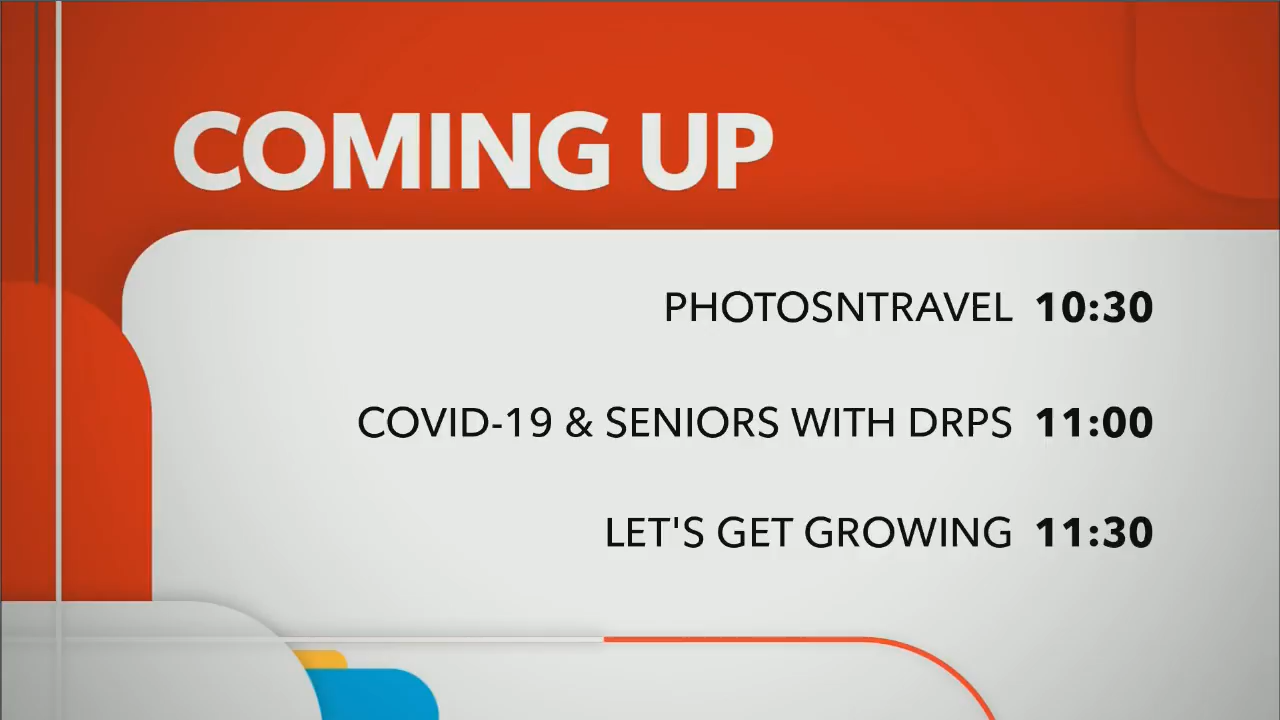 COMING UP
PHOTOSNTRAVEL 10:30
COVID-19 & SENIORS WITH DRPS 11:00
LET'S GET GROWING 11:30